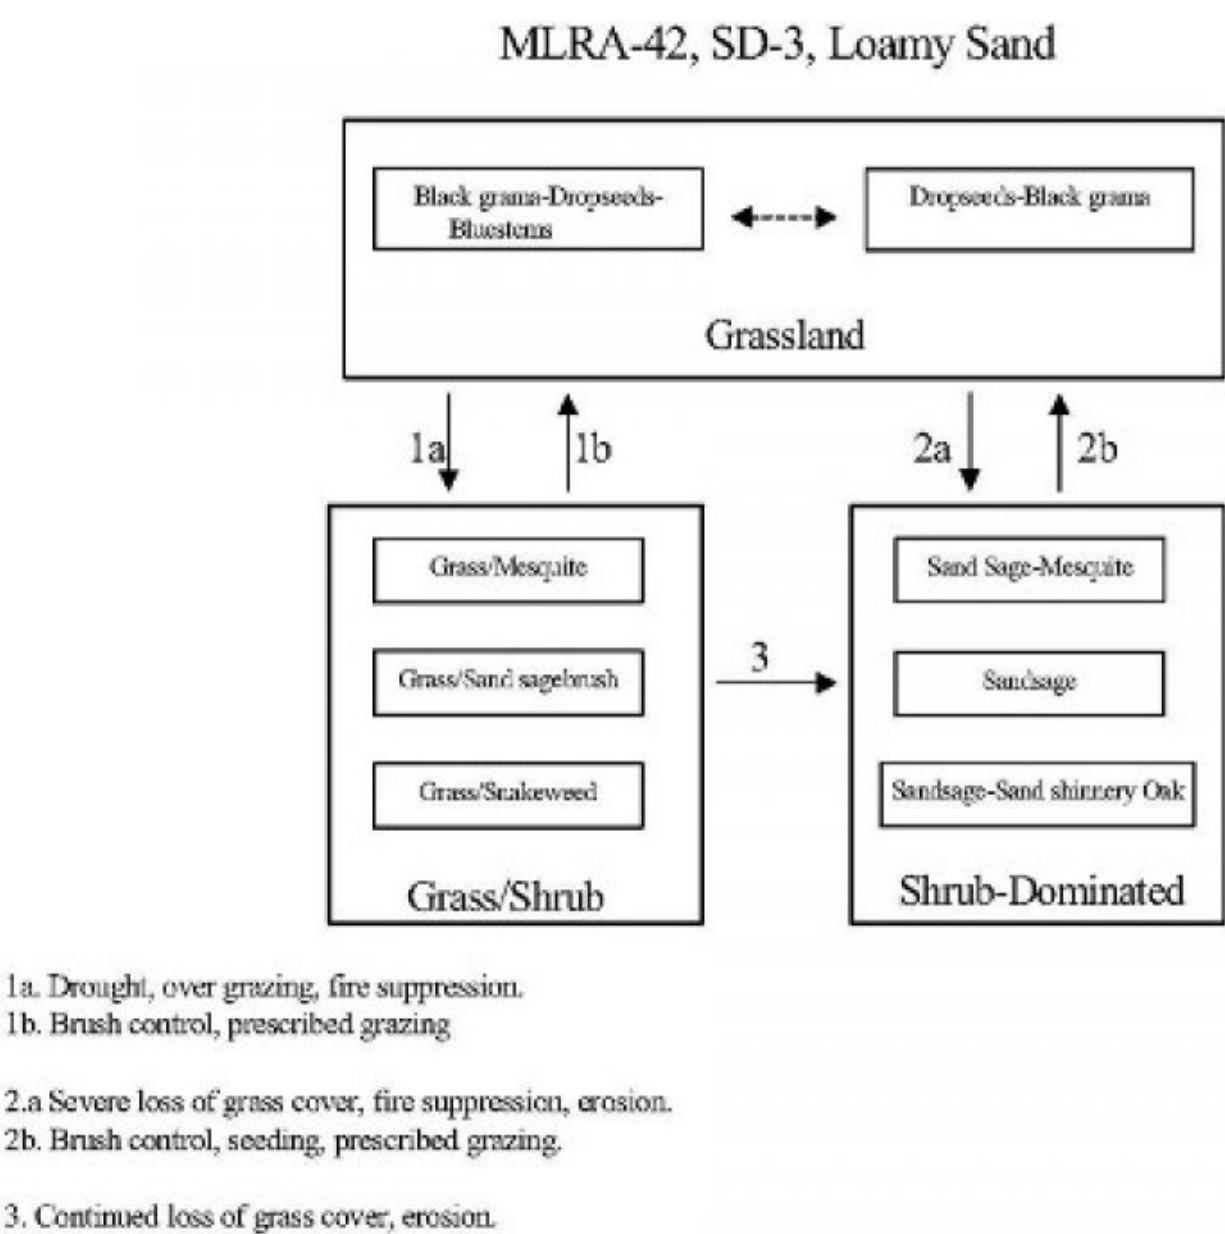 MLRA-42, SD-3, Loamy Sand
Black grama-Dropseeds-
Bluestems
Dropseeds-Black grama
Grassland
1a
1b
2a
2b
Grass/Mesquite
Grass/Sand sagebrush
Grass/Snakeweed
Grass/Shrub
3
Sand Sage-Mesquite
Sandsage
Sandsage-Sand shinnery Oak
Shrub-Dominated
1a. Drought, over grazing, fire suppression.
1b. Brush control, prescribed grazing
2.a Severe loss of grass cover, fire suppression, erosion.
2b. Brush control, seeding, prescribed grazing.
3. Continued loss of grass cover, erosion.